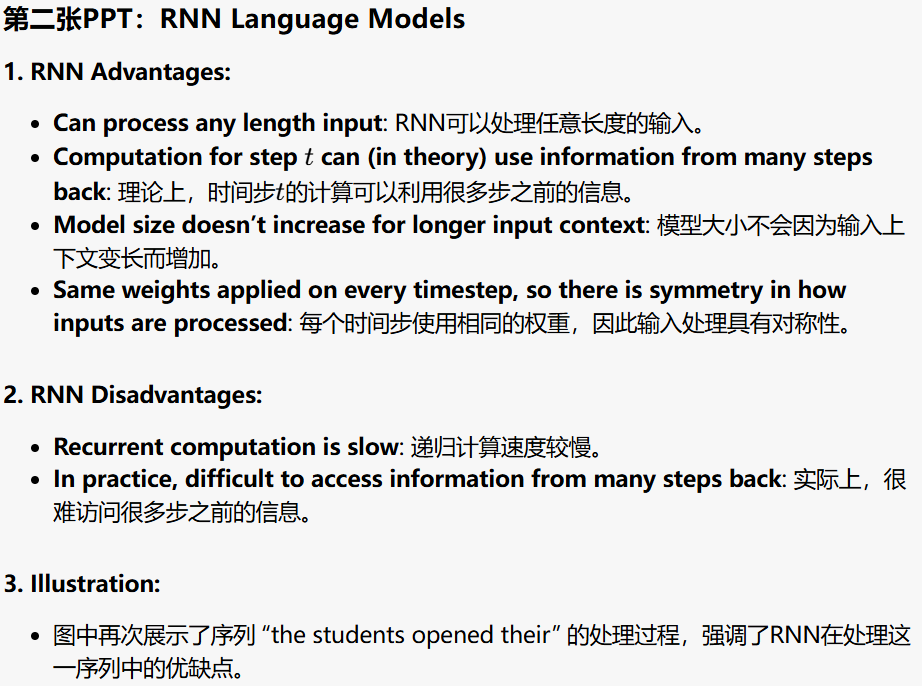 第二张PPT：RNN Language Models
1. RNN Advantages:
• Can process any length input: RNN可以处理任意长度的输入。
• Computation for step t can (in theory) use information from many steps
back: 理论上，时间步t的计算可以利用很多步之前的信息。
• Model size doesn’t increase for longer input context: 模型大小不会因为输入上
下文变长而增加。
• Same weights applied on every timestep, so there is symmetry in how
inputs are processed: 每个时间步使用相同的权重，因此输入处理具有对称性。
2. RNN Disadvantages:
• Recurrent computation is slow: 递归计算速度较慢。
• In practice, difficult to access information from many steps back: 实际上，很
难访问很多步之前的信息。
3. Illustration:
• 图中再次展示了序列 “the students opened their” 的处理过程，强调了RNN在处理这
一序列中的优缺点。